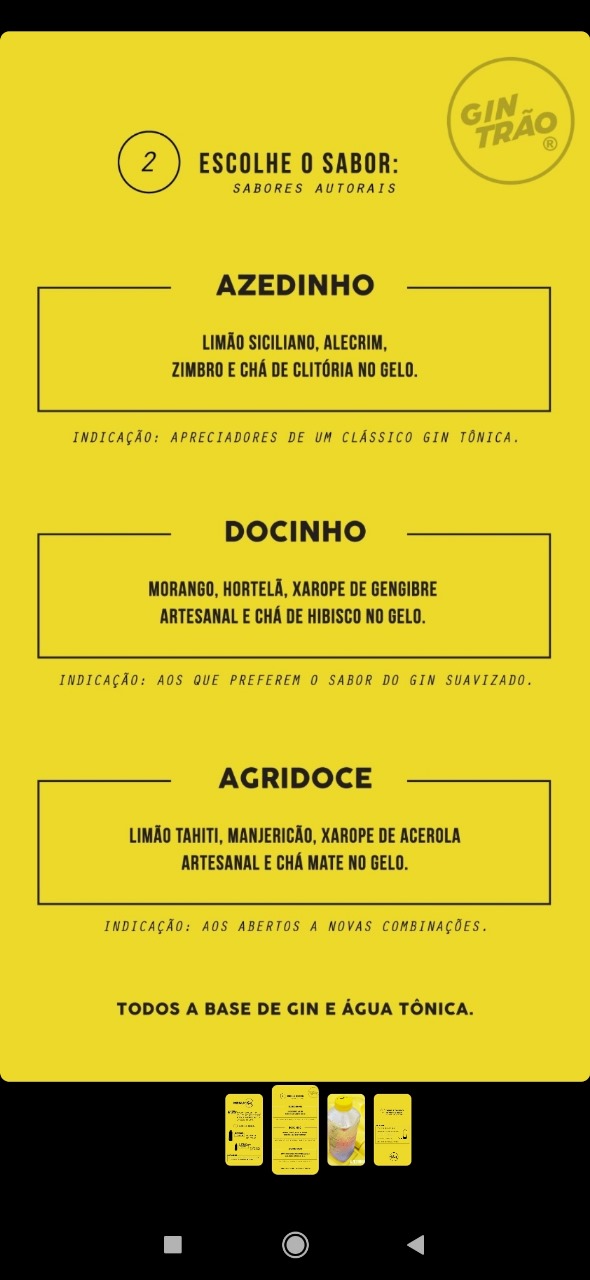 GIN
TRÃO
®
2
ESCOLHE O SABOR:
SABORES AUTORAIS
AZEDINHO
LIMÃO SICILIANO, ALECRIM,
ZIMBRO E CHÁ DE CLITÓRIA NO GELO.
INDICAÇÃO: APRECIADORES DE UM CLÁSSICO GIN TÔNICA.
DOCINHO
MORANGO, HORTELÃ, XAROPE DE GENGIBRE
ARTESANAL E CHÁ DE HIBISCO NO GELO.
INDICAÇÃO: AOS QUE PREFEREM O SABOR DO GIN SUAVIZADO.
AGRIDOCE
LIMÃO TAHITI, MANJERICÃO, XAROPE DE ACEROLA
ARTESANAL E CHÁ MATE NO GELO.
INDICAÇÃO: AOS ABERTOS A NOVAS COMBINAÇÕES.
TODOS A BASE DE GIN E ÁGUA TÔNICA.